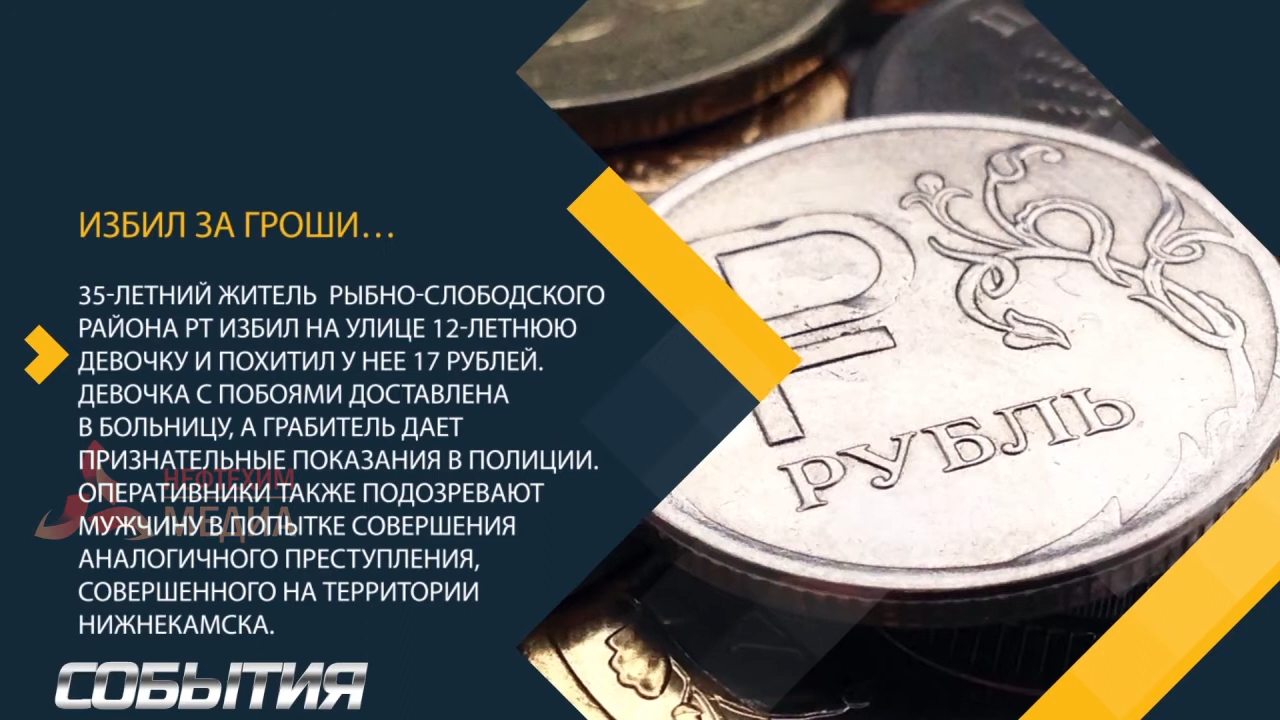 ИЗБИЛ ЗА ГРОШИ...
35-ЛЕТНИЙ ЖИТЕЛЬ РЫБНО-СЛОБОДСКОГО
РАЙОНА РТ ИЗБИЛ НА УЛИЦЕ 12-ЛЕТНЮЮ
ДЕВОЧКУ И ПОХИТИЛ У НЕЕ 17 РУБЛЕЙ.
ДЕВОЧКА С ПОБОЯМИ ДОСТАВЛЕНА
В БОЛЬНИЦУ, А ГРАБИТЕЛЬ ДАЕТ
ПРИЗНАТЕЛЬНЫЕ ПОКАЗАНИЯ В ПОЛИЦИИ.
ОПЕРАТИВНИКИ ТАКЖЕ ПОДОЗРЕВАЮТ
МУЖЧИНУ В ПОПЫТКЕ СОВЕРШЕНИЯ
АНАЛОГИЧНОГО ПРЕСТУПЛЕНИЯ,
СОВЕРШЕННОГО НА ТЕРРИТОРИИ
НИЖНЕКАМСКА.
НЕФТЕХИМ
МЕДИА
СОБЫТИЯ
РУБЛЬ